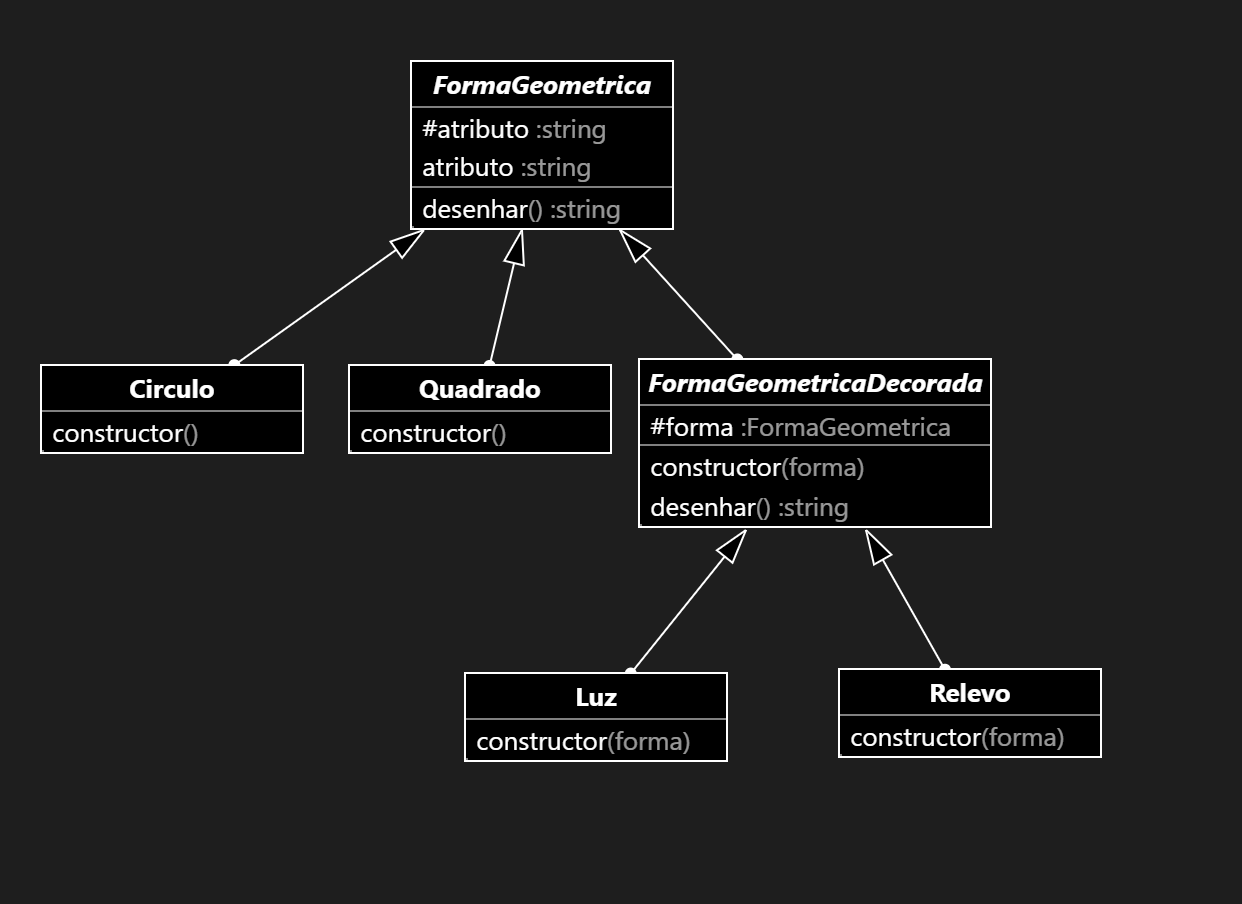 FormaGeometrica
#atributo :string
atributo :string
desenhar() :string
Circulo
constructor()
Quadrado
constructor()
FormaGeometricaDecorada
#forma :FormaGeometrica
constructor(forma)
desenhar() :string
Luz
constructor(forma)
Relevo
constructor(forma)